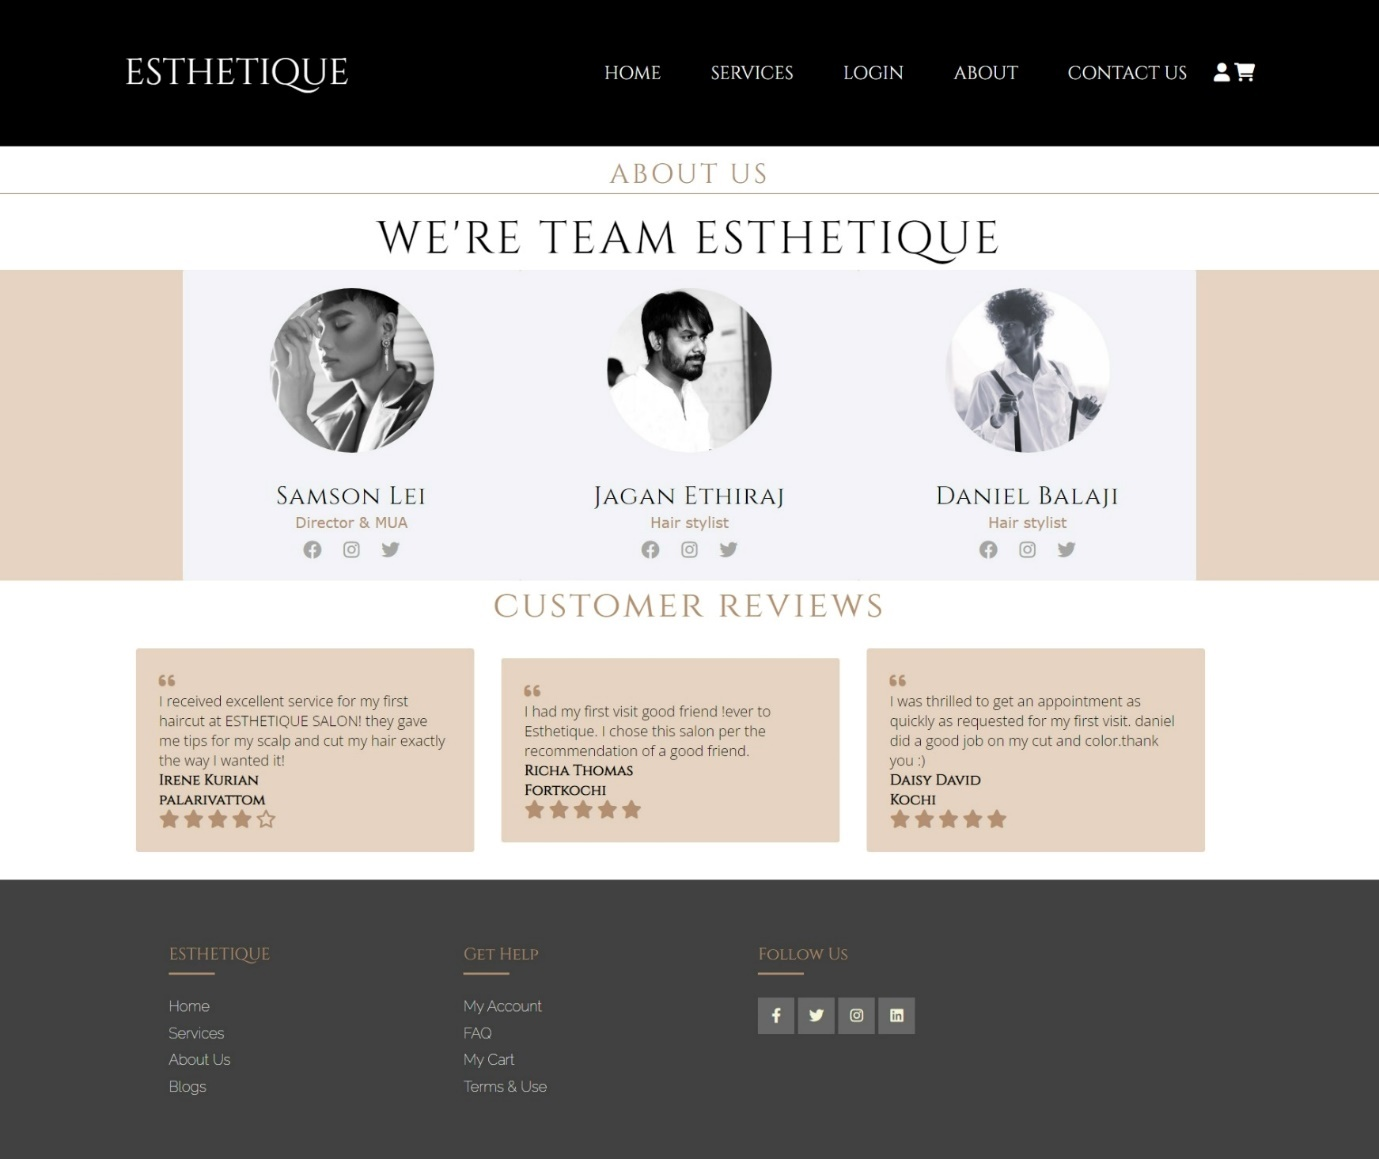 ESTHETIQUE
HOME SERVICES LOGIN ABOUT CONTACT US
ABOUT US
WE'RE TEAM ESTHETIQUE
SAMSON LEI
Director & MUA
JAGAN ETHIRAJ
Hair stylist
DANIEL BALAJI
Hair stylist
CUSTOMER REVIEWS
I received excellent service for my first
haircut at ESTHETIQUE SALON! they gave
me tips for my scalp and cut my hair exactly
the way I wanted it!
IRENE KURIAN
PALARIVATTOM
I had my first visit good friend !ever to
Esthetique. I chose this salon per the
recommendation of a good friend.
RICHA THOMAS
FORTKOCHI
I was thrilled to get an appointment as
quickly as requested for my first visit. daniel
did a good job on my cut and color.thank
you :)
DAISY DAVID
KOCHI
ESTHETIQUE
Home
Services
About Us
Blogs
GET HELP
My Account
FAQ
My Cart
Terms & Use
FOLLOW US